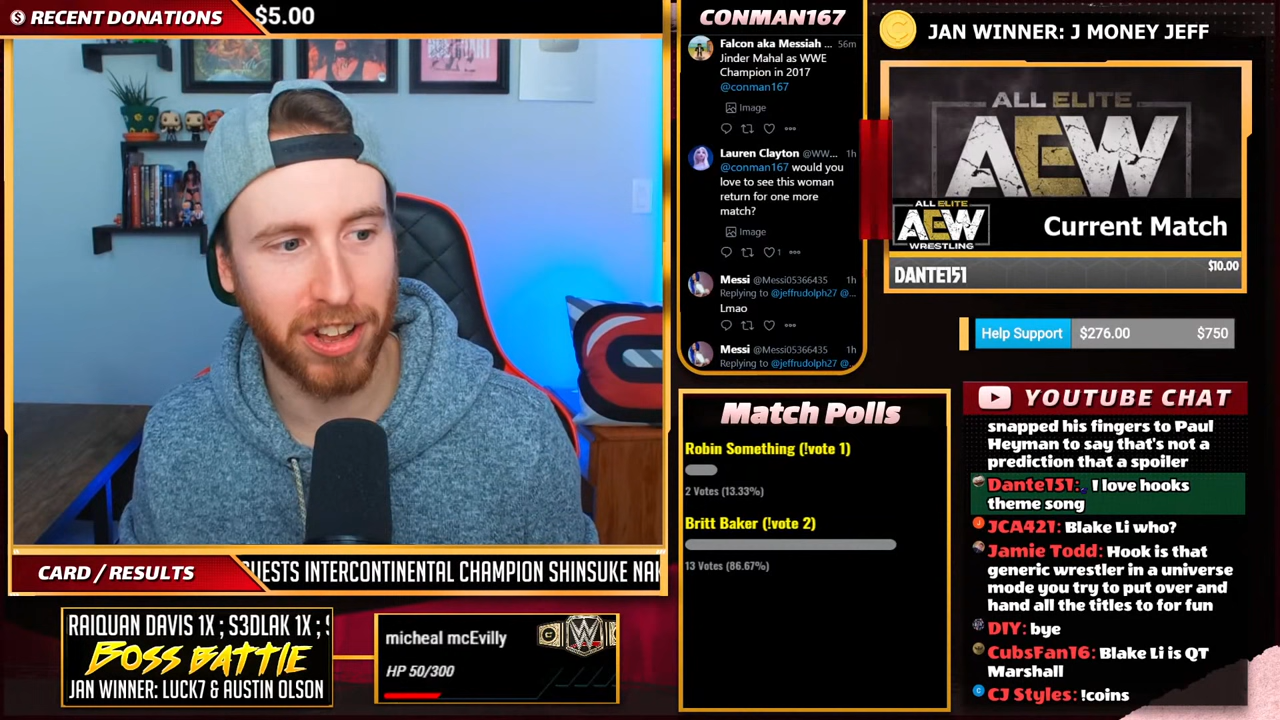 RECENT DONATIONS
$5.00
CARD / RESULTS
UESTS INTERCONTINENTAL CHAMPION SHINSUKE NAK
RAIQUAN DAVIS 1X ; S3DLAK 1X ; S
BOSS BATTLE
JAN WINNER: LUCK7 & AUSTIN OLSON
micheal mcEvilly
HP 50/300
CONMAN167
Falcon aka Messiah ... 56m
Jinder Mahal as WWE
Champion in 2017
@conman167
Image
Lauren Clayton @WW... 1h
@conman167 would you
love to see this woman
return for one more
match?
Image
1
Messi @Messi05366435 1h
Replying to @jeffrudolph27 @...
Lmao
Messi @Messi05366435 1h
Replying to @jeffrudolph27 @...
Match Polls
Robin Something (!vote 1)
2 Votes (13.33%)
Britt Baker (!vote 2)
13 Votes (86.67%)
JAN WINNER: J MONEY JEFF
ALL ELITE
AEW
ALL ELITE
AEW
WRESTLING
Current Match
DANTE151 $10.00
Help Support $276.00 $750
YOUTUBE CHAT
snapped his fingers to Paul
Heyman to say that's not a
prediction that a spoiler
Dante151: I love hooks
theme song
JCA421: Blake Li who?
Jamie Todd: Hook is that
generic wrestler in a universe
mode you try to put over and
hand all the titles to for fun
DIY: bye
CubsFan16: Blake Li is QT
Marshall
CJ Styles: !coins